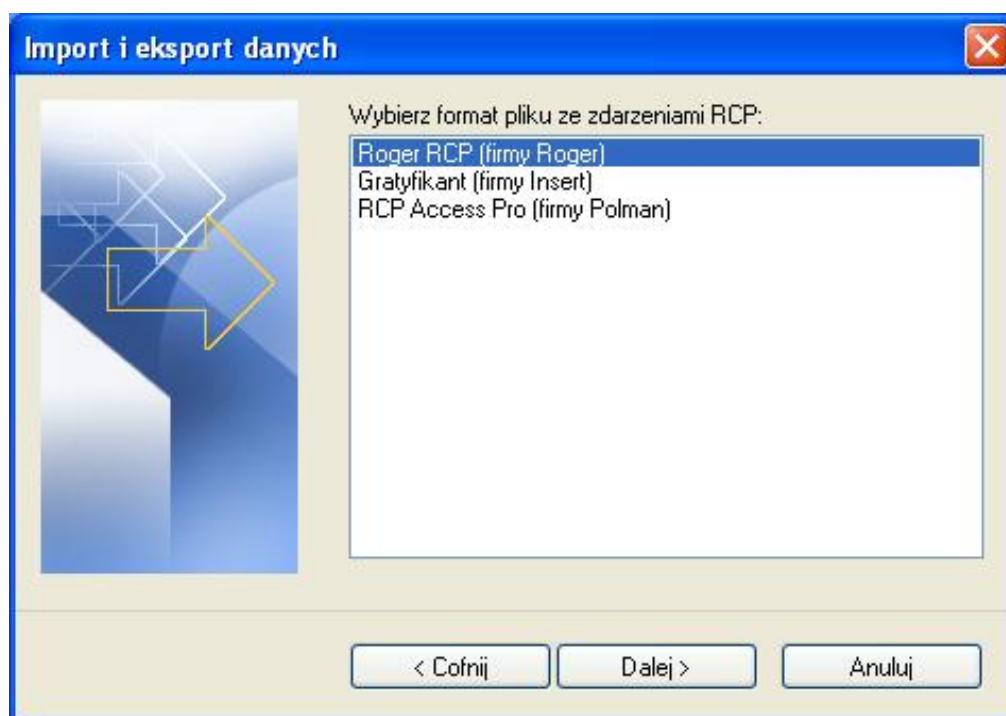 Import i eksport danych
Wybierz format pliku ze zdarzeniami RCP:
Roger RCP (firmy Roger)
Gratyfikant (firmy Insert)
RCP Access Pro (firmy Polman)
< Cofnij
Dalej >
Anuluj